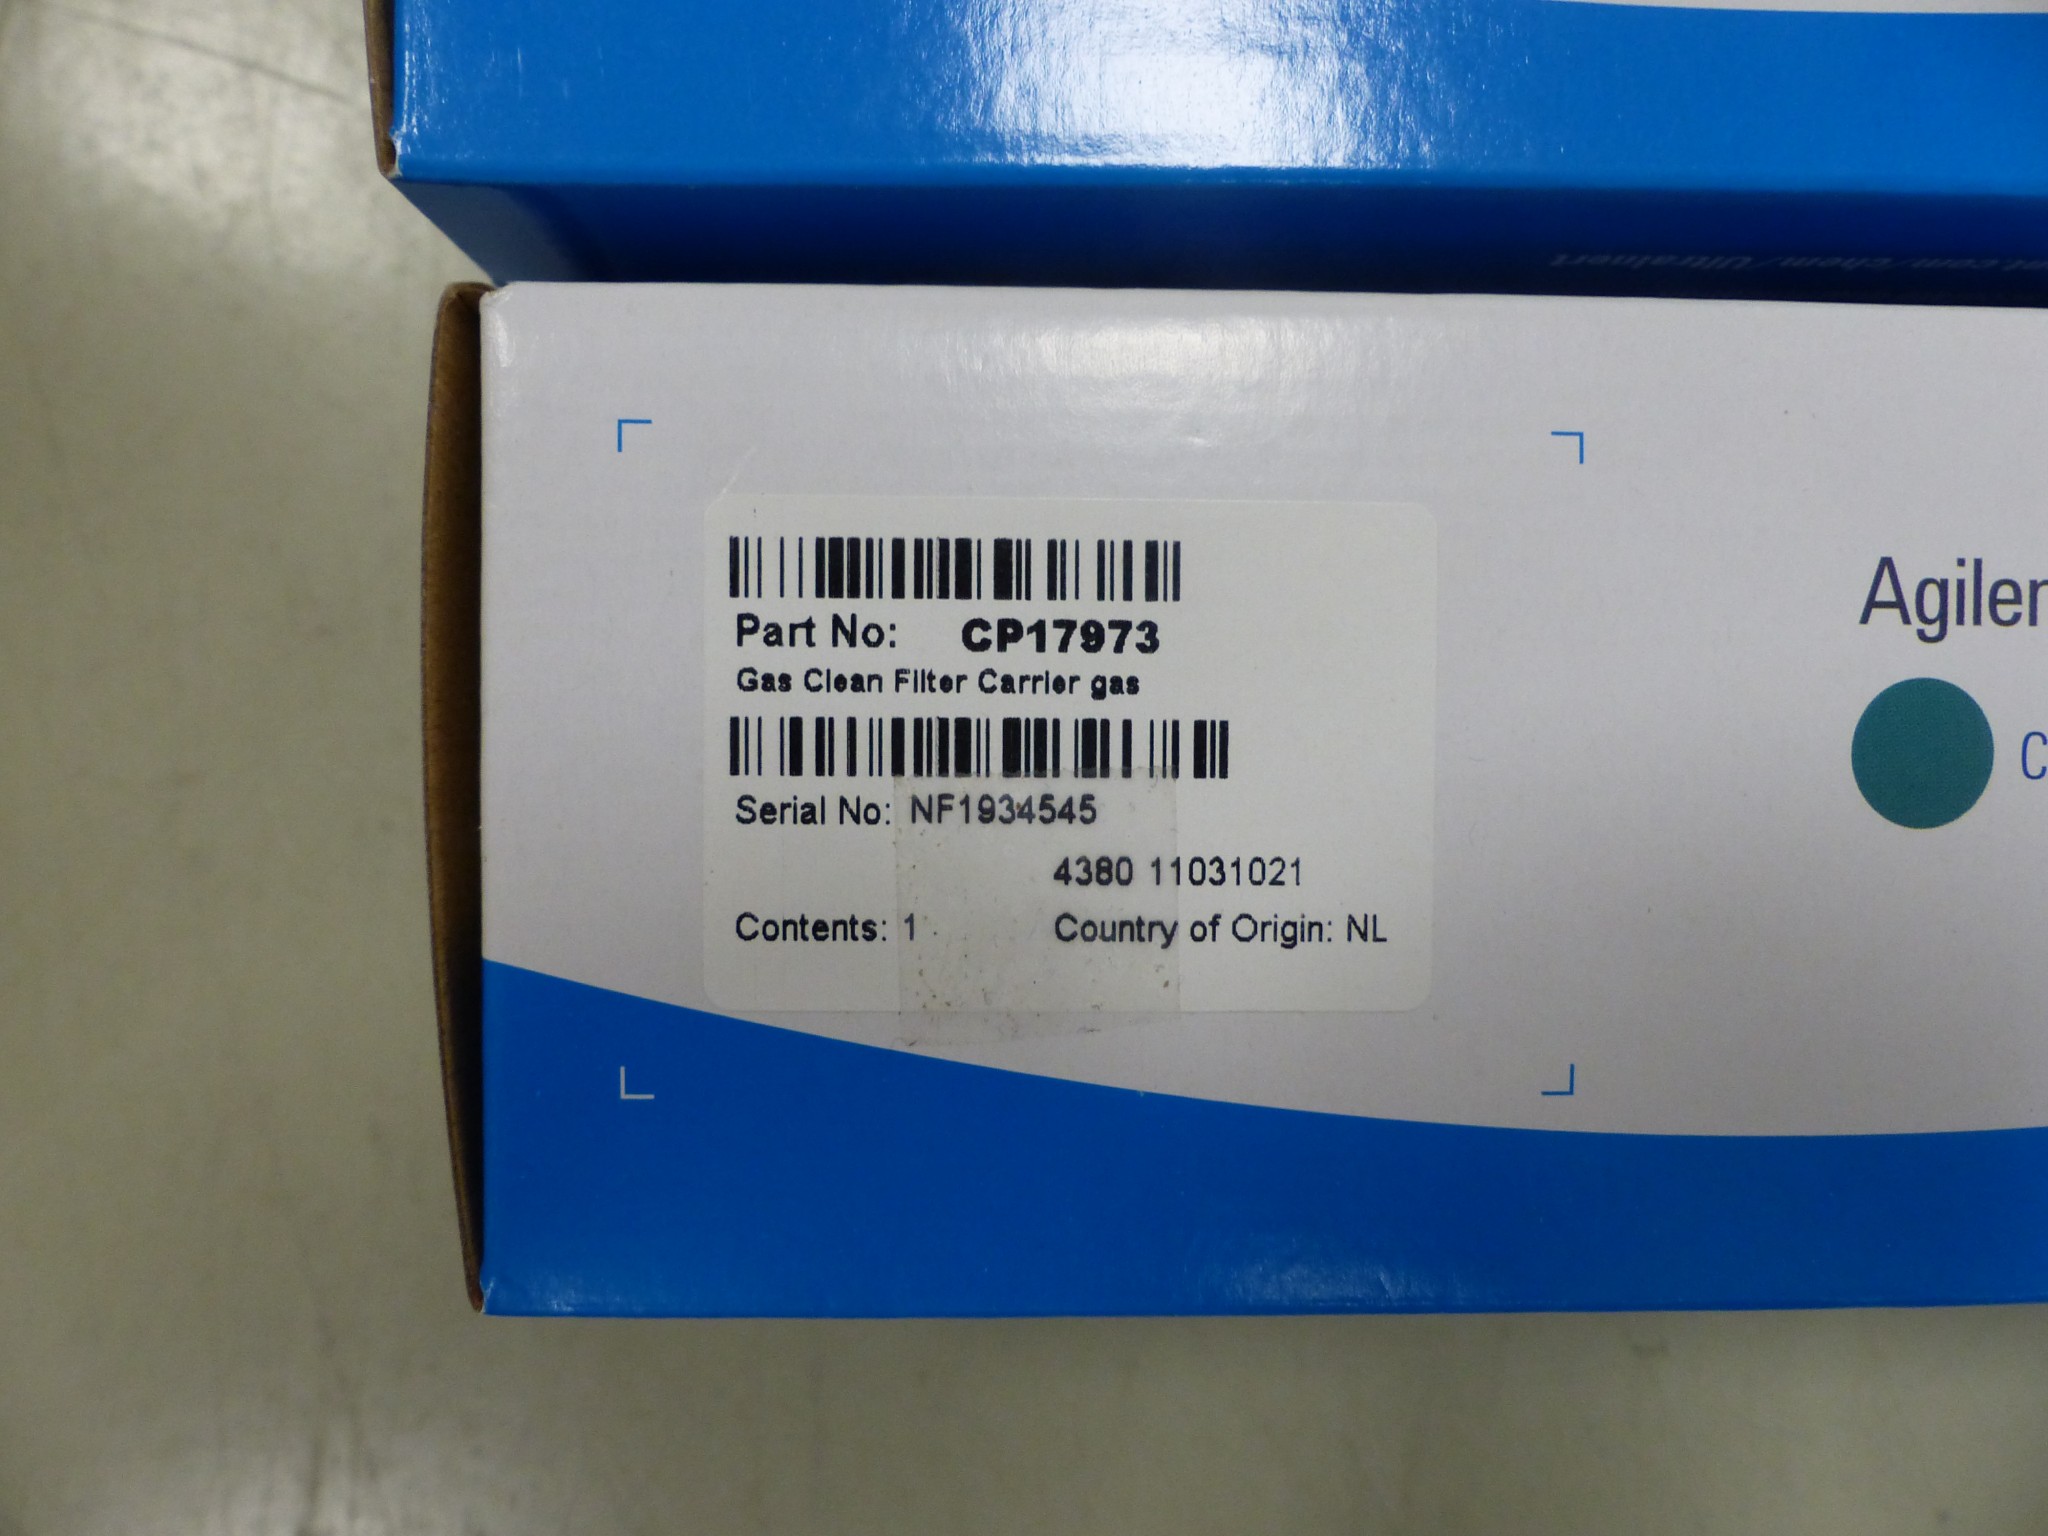 Part No: CP17973
Gas Clean Filter Carrier gas
Serial No: NF1934545
4380 11031021
Contents: 1 Country of Origin: NL
Agilen
C